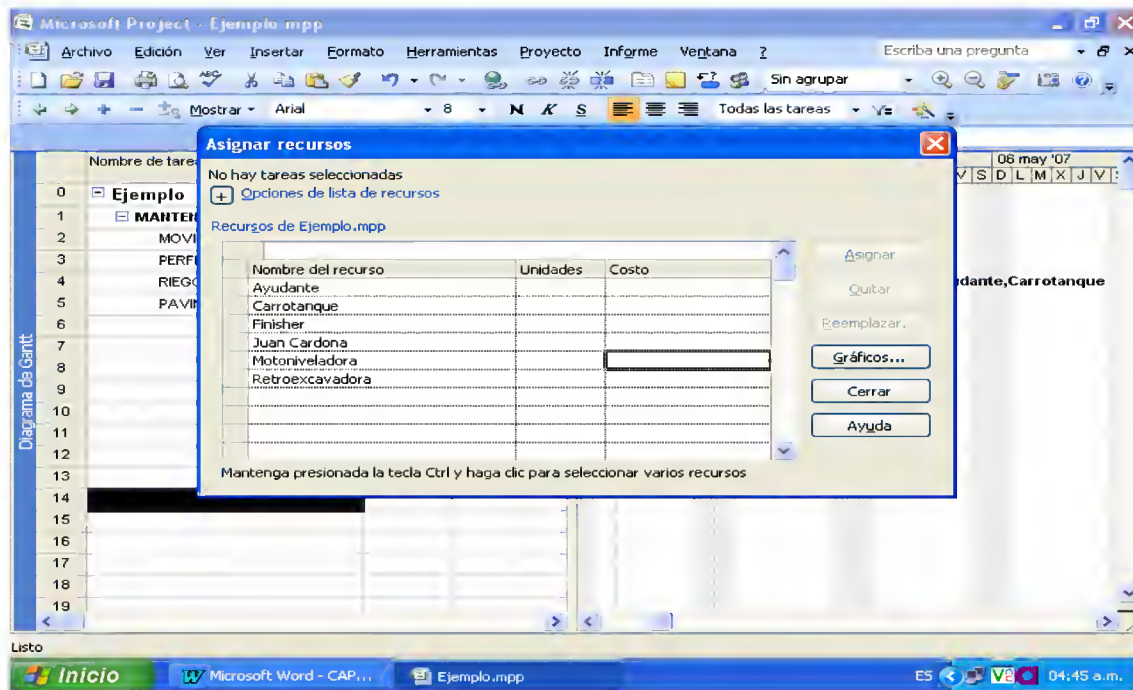 Microsoft Project - Ejemplo mpp
Archivo Edición Ver Insertar Formato Herramientas Proyecto Informe Ventana ? Escriba una pregunta
Sin agrupar
Mostrar Arial 8 N K S Todas las tareas
Asignar recursos
Nombre de tarea
06 may '07
V S D L M X J V
No hay tareas seleccionadas
Opciones de lista de recursos
Recursos de Ejemplo.mpp
Nombre del recurso Unidades Costo
Ayudante
Carrotanque
Finisher
Juan Cardona
Motoniveladora
Retroexcavadora
Asignar
Quitar
Reemplazar.
Gráficos...
Cerrar
Ayuda
Mantenga presionada la tecla Ctrl y haga clic para seleccionar varios recursos
0 Ejemplo
1 MANTEN
2 MOVI
3 PERFI
4 RIEGO dante,Carrotanque
5 PAVIM
6
7
8
9
10
11
12
13
14
15
16
17
18
19
Diagrama de Gantt
Listo
Inicio Microsoft Word - CAP... Ejemplo.mpp ES 04:45 a.m.